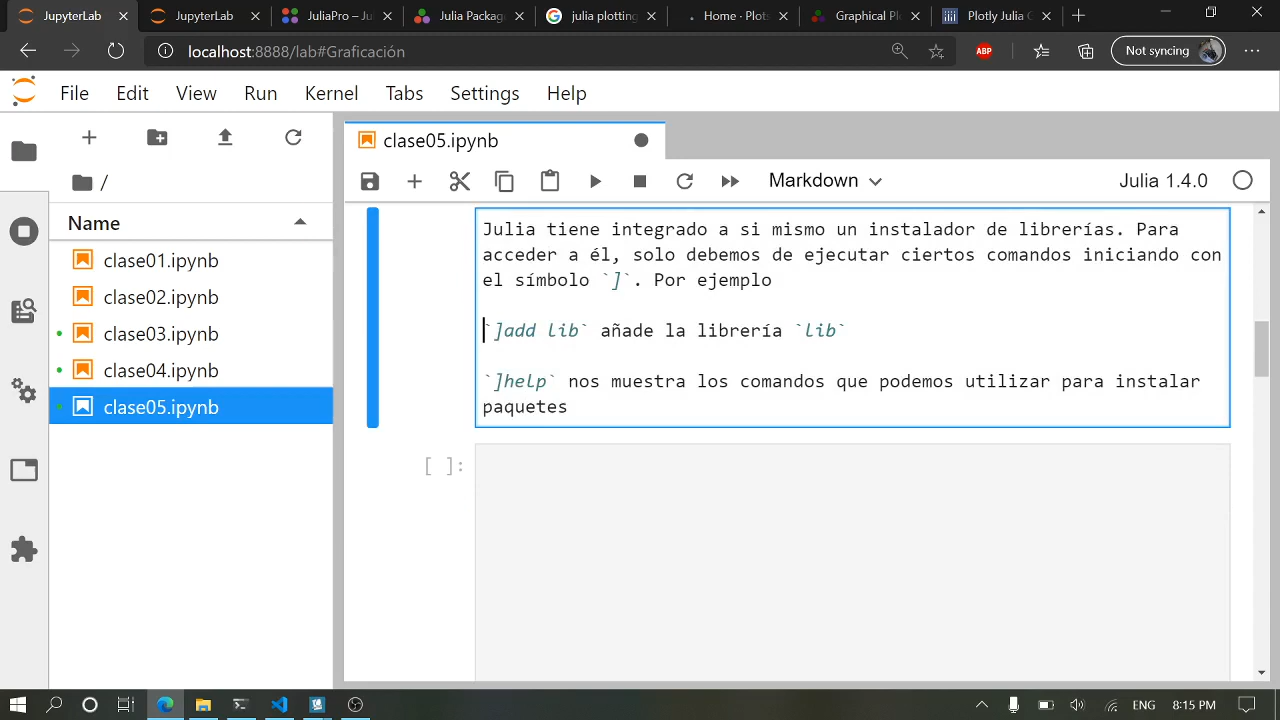 JupyterLab
JupyterLab
JuliaPro – Ju
Julia Packag
julia plotting
Home · Plots
Graphical Pl
Plotly Julia G
localhost:8888/lab#Graficación
ABP
Not syncing
File Edit View Run Kernel Tabs Settings Help
clase05.ipynb
/
Markdown
Julia 1.4.0
Name
clase01.ipynb
clase02.ipynb
clase03.ipynb
clase04.ipynb
clase05.ipynb
Julia tiene integrado a si mismo un instalador de librerías. Para
acceder a él, solo debemos de ejecutar ciertos comandos iniciando con
el símbolo `]`. Por ejemplo
`]add lib` añade la librería `lib`
`]help` nos muestra los comandos que podemos utilizar para instalar
paquetes
[ ]:
ENG
8:15 PM